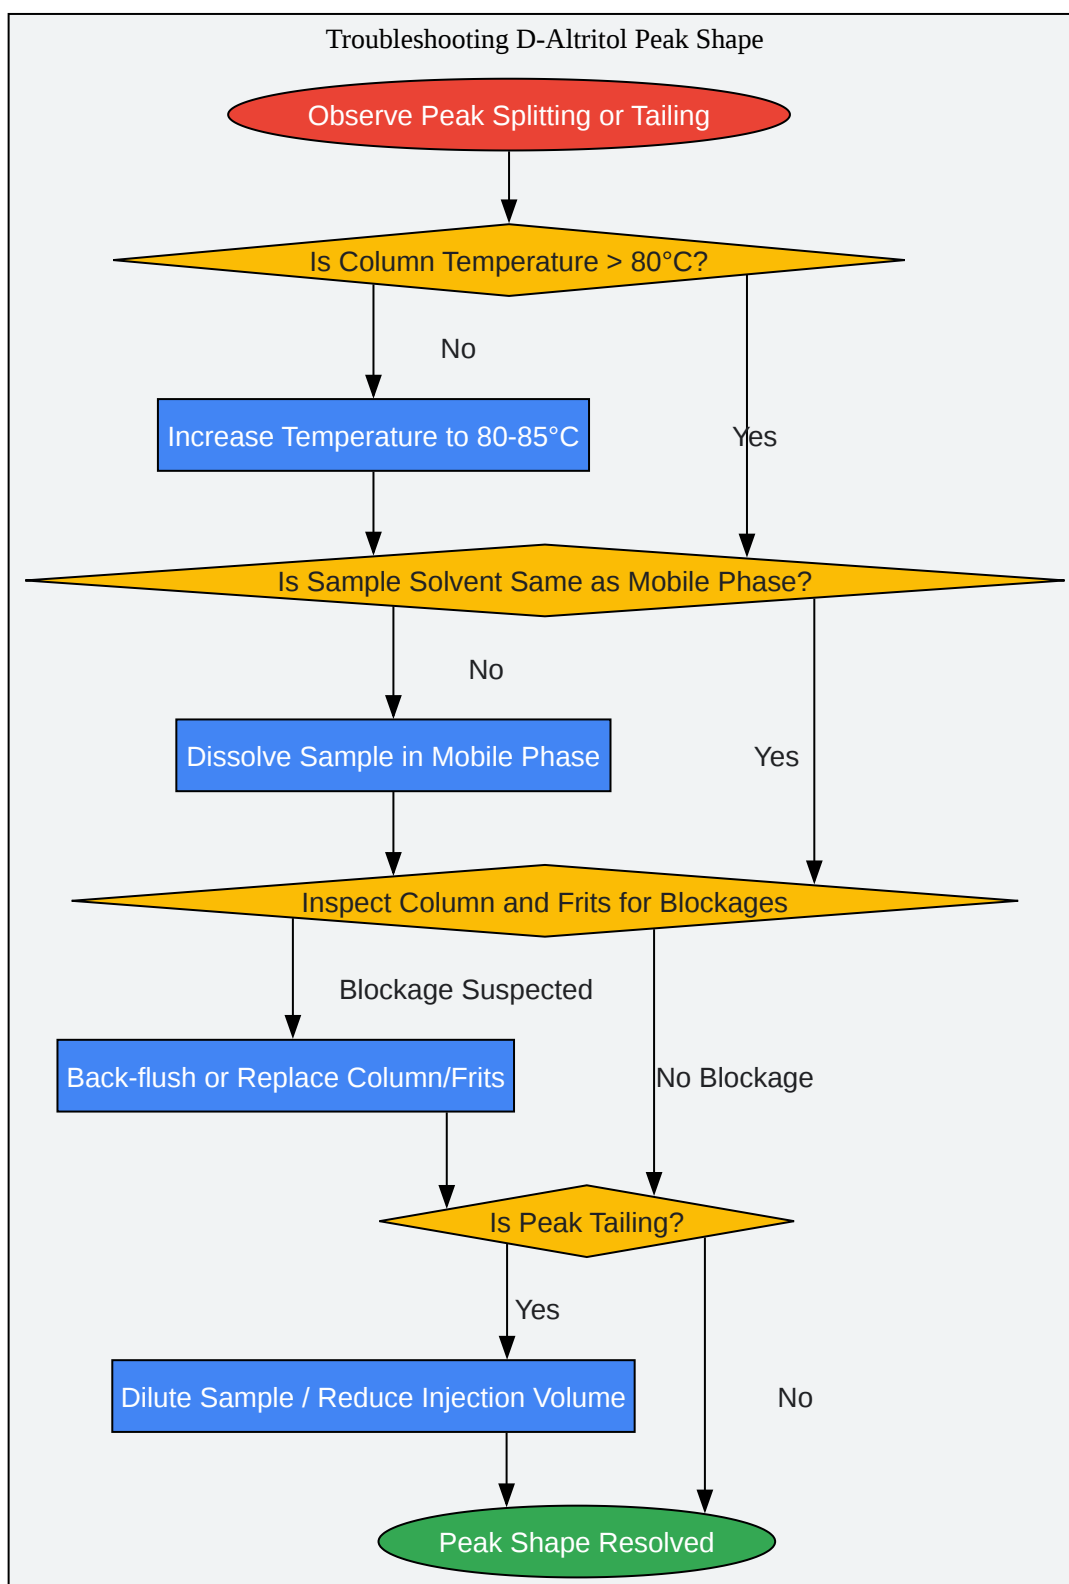 Troubleshooting D-Altritol Peak Shape
Observe Peak Splitting or Tailing
Is Column Temperature > 80°C?
No
Increase Temperature to 80-85°C
Yes
Is Sample Solvent Same as Mobile Phase?
No
Dissolve Sample in Mobile Phase
Yes
Inspect Column and Frits for Blockages
Blockage Suspected
Back-flush or Replace Column/Frits
No Blockage
Is Peak Tailing?
Yes
Dilute Sample / Reduce Injection Volume
No
Peak Shape Resolved